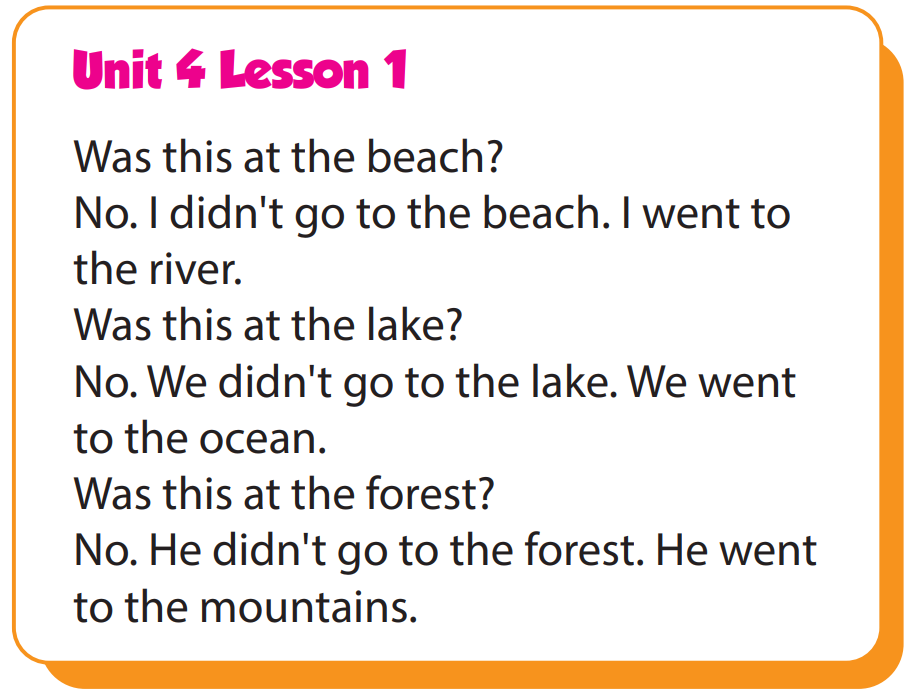 Unit 4 Lesson 1
Was this at the beach?
No. I didn't go to the beach. I went to
the river.
Was this at the lake?
No. We didn't go to the lake. We went
to the ocean.
Was this at the forest?
No. He didn't go to the forest. He went
to the mountains.